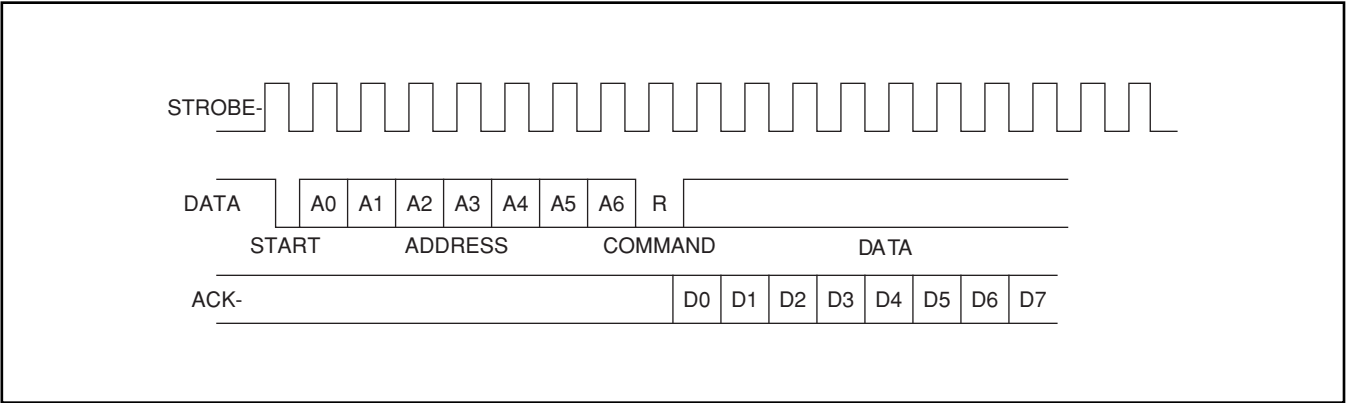 STROBE-
DATA A0 A1 A2 A3 A4 A5 A6 R
START ADDRESS COMMAND DATA
ACK- D0 D1 D2 D3 D4 D5 D6 D7